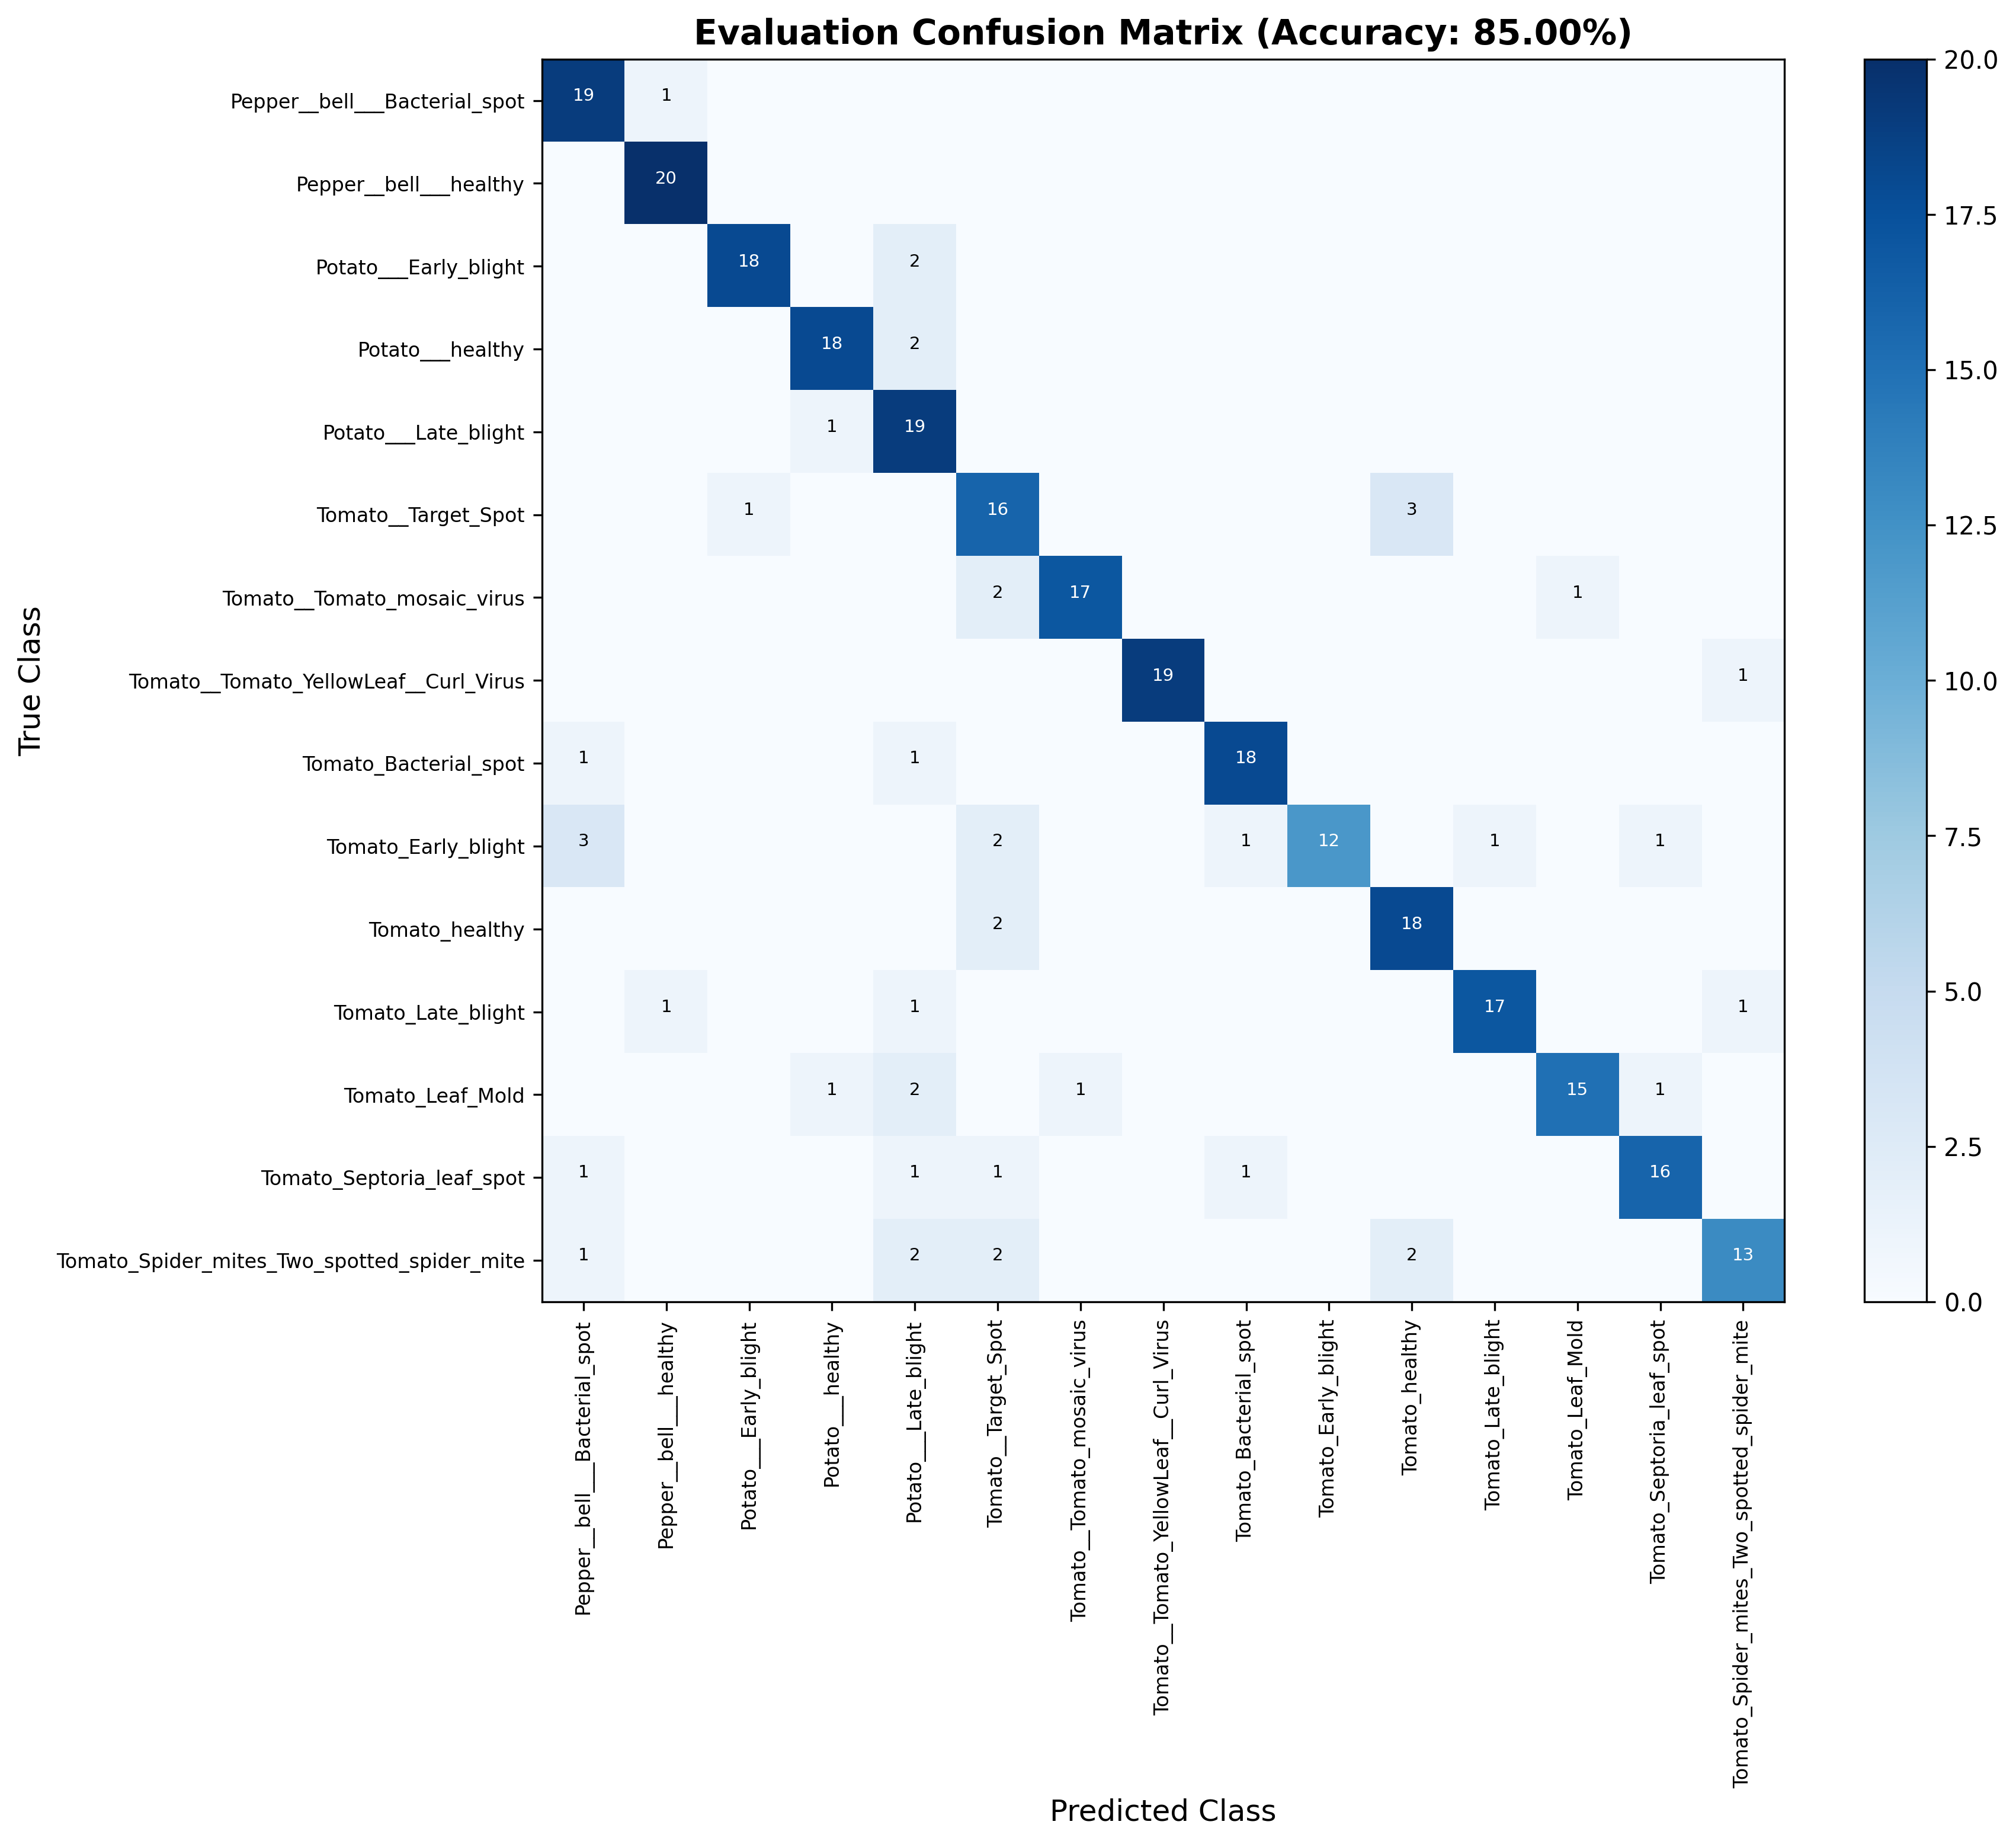 Evaluation Confusion Matrix (Accuracy: 85.00%)
True Class
Pepper__bell___Bacterial_spot 19 1
Pepper__bell___healthy 20
Potato___Early_blight 18 2
Potato___healthy 18 2
Potato___Late_blight 1 19
Tomato__Target_Spot 1 16 3
Tomato__Tomato_mosaic_virus 2 17 1
Tomato__Tomato_YellowLeaf__Curl_Virus 19 1
Tomato_Bacterial_spot 1 1 18
Tomato_Early_blight 3 2 1 12 1 1
Tomato_healthy 2 18
Tomato_Late_blight 1 1 17 1
Tomato_Leaf_Mold 1 2 1 15 1
Tomato_Septoria_leaf_spot 1 1 1 1 16
Tomato_Spider_mites_Two_spotted_spider_mite 1 2 2 2 13
Pepper__bell___Bacterial_spot
Pepper__bell___healthy
Potato___Early_blight
Potato___healthy
Potato___Late_blight
Tomato__Target_Spot
Tomato__Tomato_mosaic_virus
Tomato__Tomato_YellowLeaf__Curl_Virus
Tomato_Bacterial_spot
Tomato_Early_blight
Tomato_healthy
Tomato_Late_blight
Tomato_Leaf_Mold
Tomato_Septoria_leaf_spot
Tomato_Spider_mites_Two_spotted_spider_mite
Predicted Class
20.0
17.5
15.0
12.5
10.0
7.5
5.0
2.5
0.0